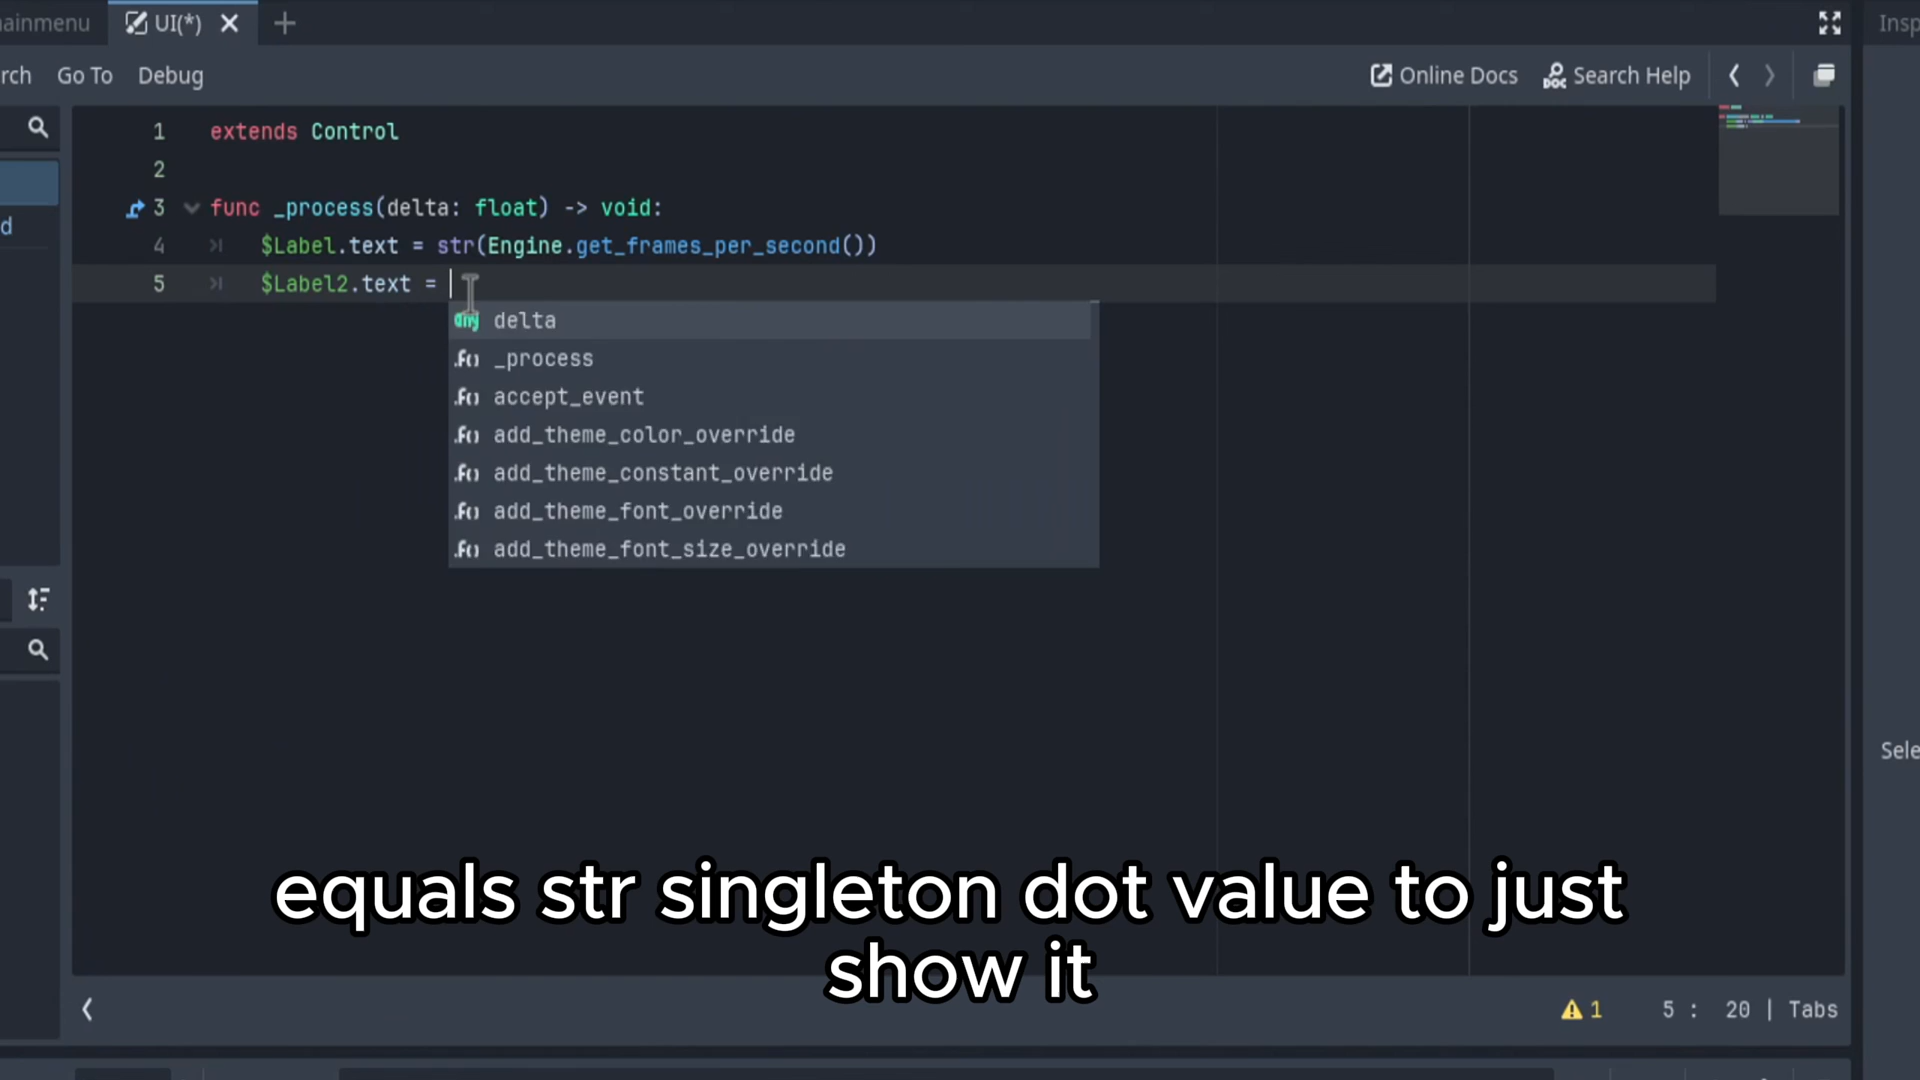 ainmenu UI(*) Insp
rch Go To Debug Online Docs Search Help
1 extends Control
2
3 func _process(delta: float) -> void:
4 $Label.text = str(Engine.get_frames_per_second())
5 $Label2.text =
d
any delta
.F() _process
.F() accept_event
.F() add_theme_color_override
.F() add_theme_constant_override
.F() add_theme_font_override
.F() add_theme_font_size_override
Sele
equals str singleton dot value to just
show it
1 5 : 20 | Tabs